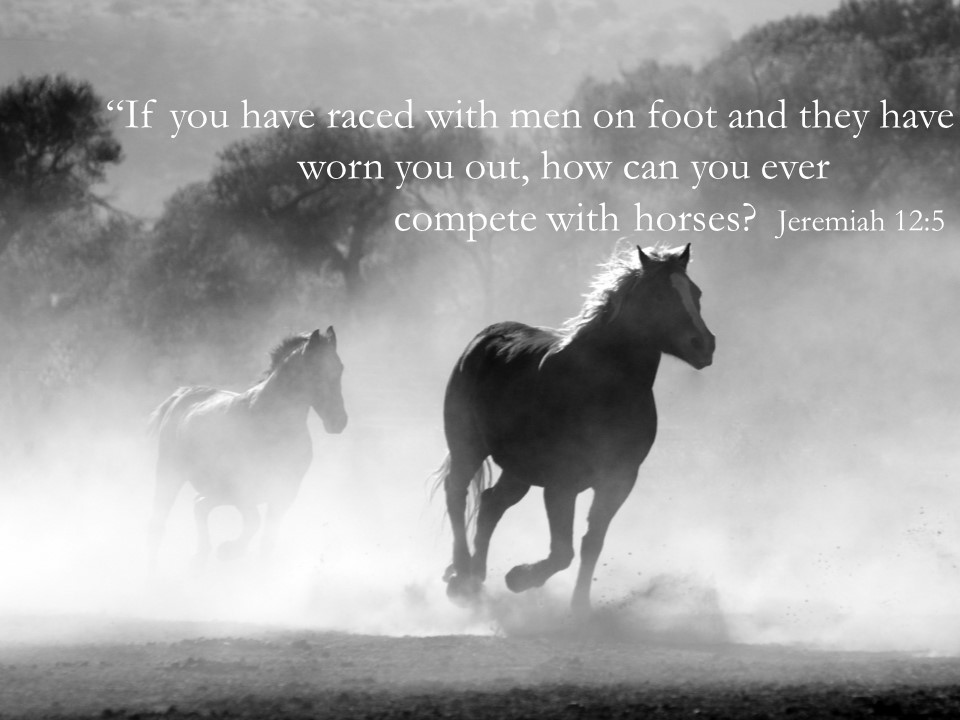 “If you have raced with men on foot and they have
worn you out, how can you ever
compete with horses? Jeremiah 12:5